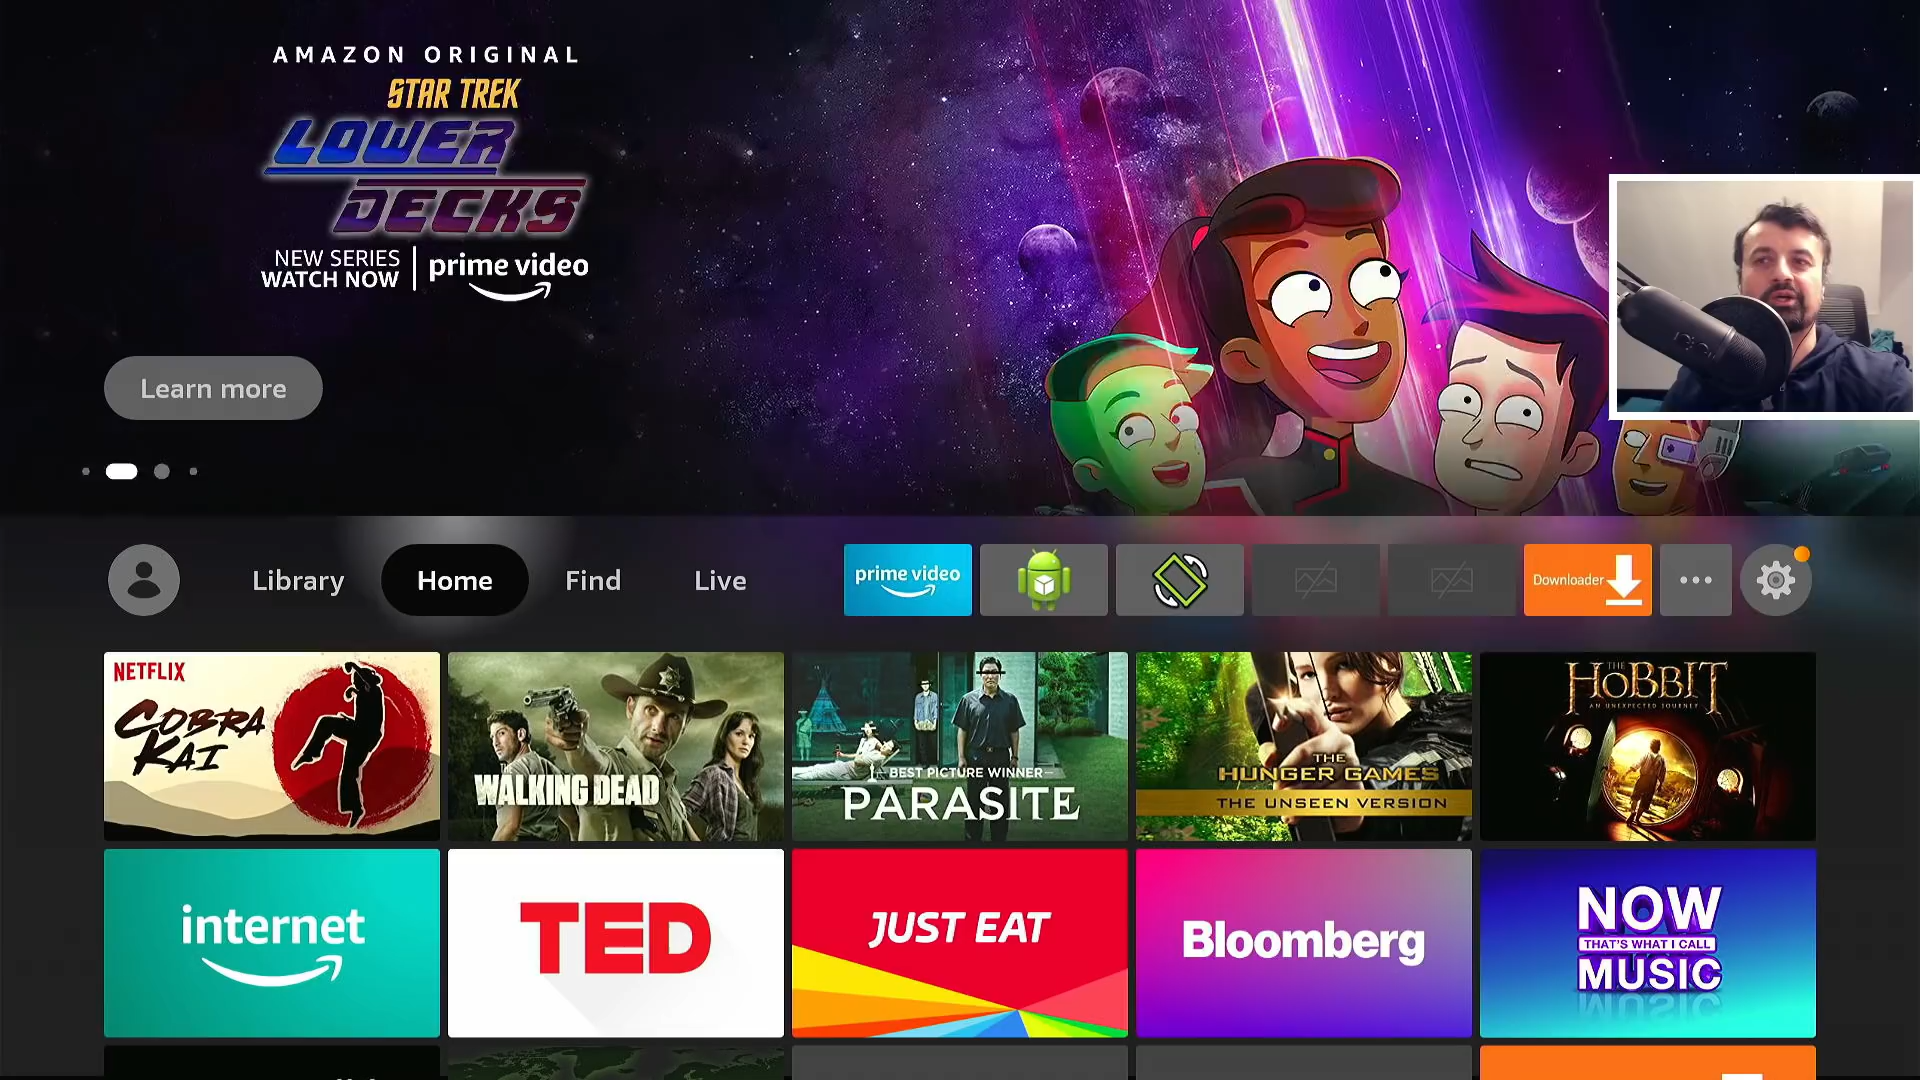 AMAZON ORIGINAL
STAR TREK
LOWER
DECKS
NEW SERIES
WATCH NOW
prime video
Learn more
Library
Home
Find
Live
prime video
Downloader
NETFLIX
COBRA
KAI
THE
WALKING DEAD
BEST PICTURE WINNER
PARASITE
THE
HUNGER GAMES
THE UNSEEN VERSION
THE
HOBBIT
AN UNEXPECTED JOURNEY
internet
TED
JUST EAT
Bloomberg
NOW
THAT'S WHAT I CALL
MUSIC